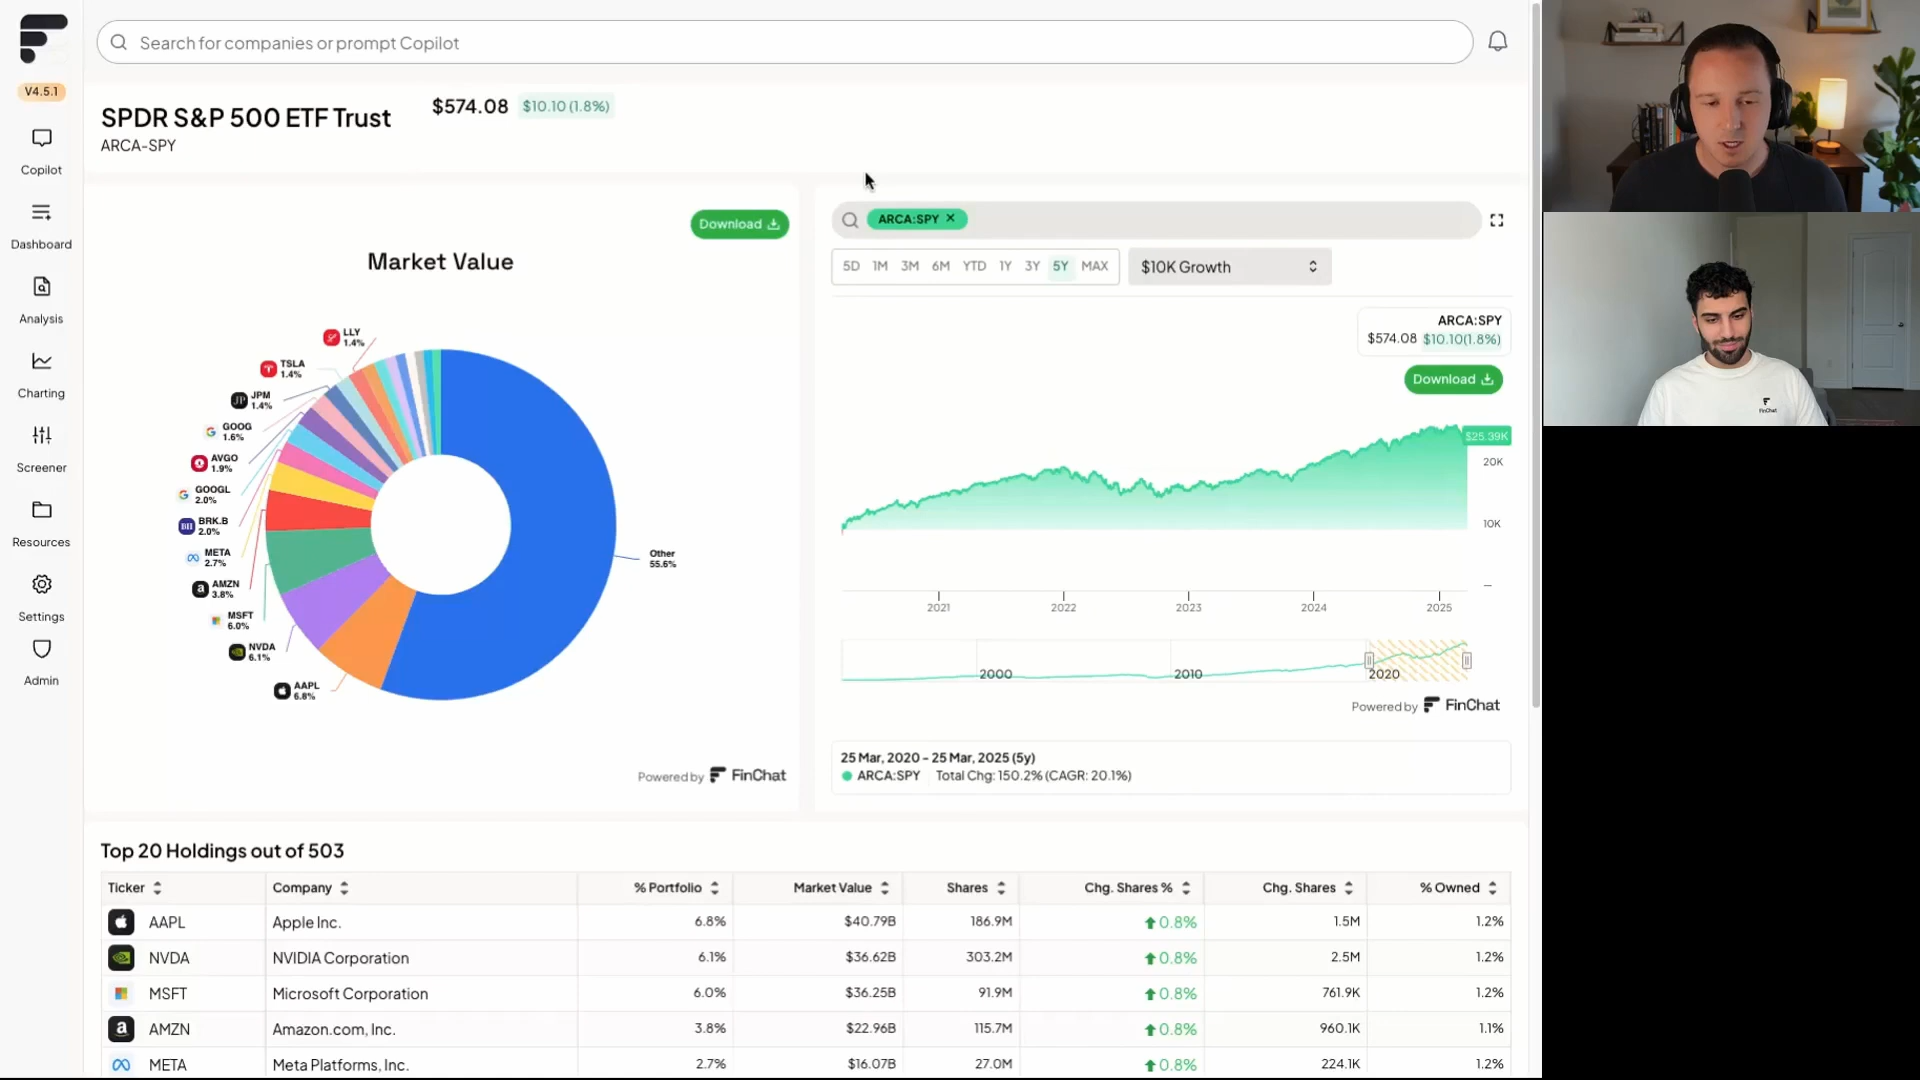 Search for companies or prompt Copilot
V4.5.1
Copilot
Dashboard
Analysis
Charting
Screener
Resources
Settings
Admin
SPDR S&P 500 ETF Trust
$574.08 $10.10 (1.8%)
ARCA-SPY
Download
Market Value
LLY
1.4%
TSLA
1.4%
JPM
1.4%
GOOG
1.6%
AVGO
1.9%
GOOGL
2.0%
BRK.B
2.0%
META
2.7%
AMZN
3.8%
MSFT
6.0%
NVDA
6.1%
AAPL
6.8%
Other
55.6%
Powered by FinChat
ARCA:SPY ×
5D 1M 3M 6M YTD 1Y 3Y 5Y MAX
$10K Growth
ARCA:SPY
$574.08 $10.10(1.8%)
Download
$25.39K
20K
10K
—
2021 2022 2023 2024 2025
2000 2010 2020
Powered by FinChat
25 Mar, 2020 - 25 Mar, 2025 (5y)
ARCA:SPY Total Chg: 150.2% (CAGR: 20.1%)
Top 20 Holdings out of 503
Ticker Company % Portfolio Market Value Shares Chg. Shares % Chg. Shares % Owned
AAPL Apple Inc. 6.8% $40.79B 186.9M 0.8% 1.5M 1.2%
NVDA NVIDIA Corporation 6.1% $36.62B 303.2M 0.8% 2.5M 1.2%
MSFT Microsoft Corporation 6.0% $36.25B 91.9M 0.8% 761.9K 1.2%
AMZN Amazon.com, Inc. 3.8% $22.96B 115.7M 0.8% 960.1K 1.1%
META Meta Platforms, Inc. 2.7% $16.07B 27.0M 0.8% 224.1K 1.2%
FinChat